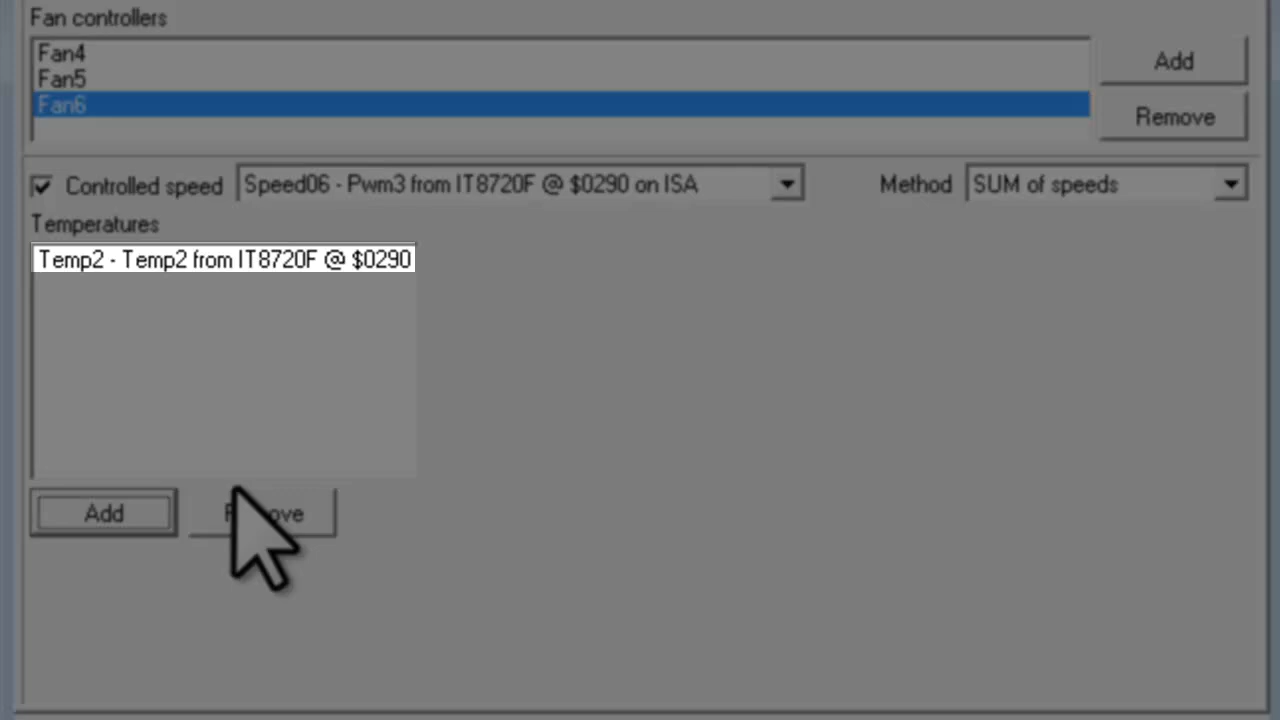 Fan controllers
Fan4
Fan5
Fan6
Add
Remove
Controlled speed
Speed06 - Pwm3 from IT8720F @ $0290 on ISA
Method
SUM of speeds
Temperatures
Temp2 - Temp2 from IT8720F @ $0290
Add